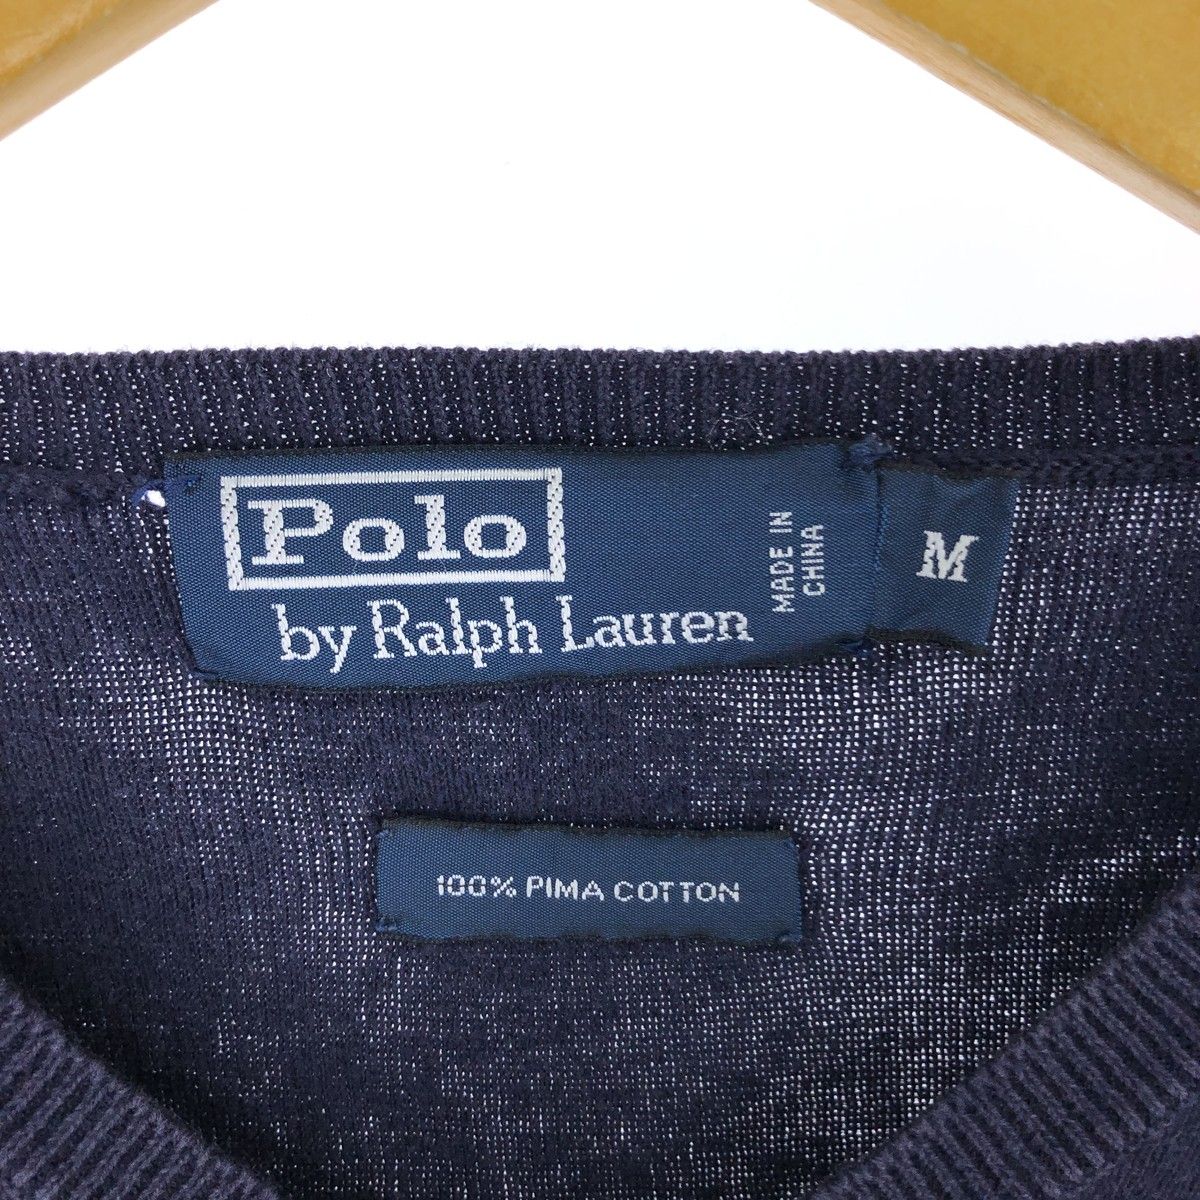 Polo
by Ralph Lauren
MADE IN
CHINA
M
100% PIMA COTTON